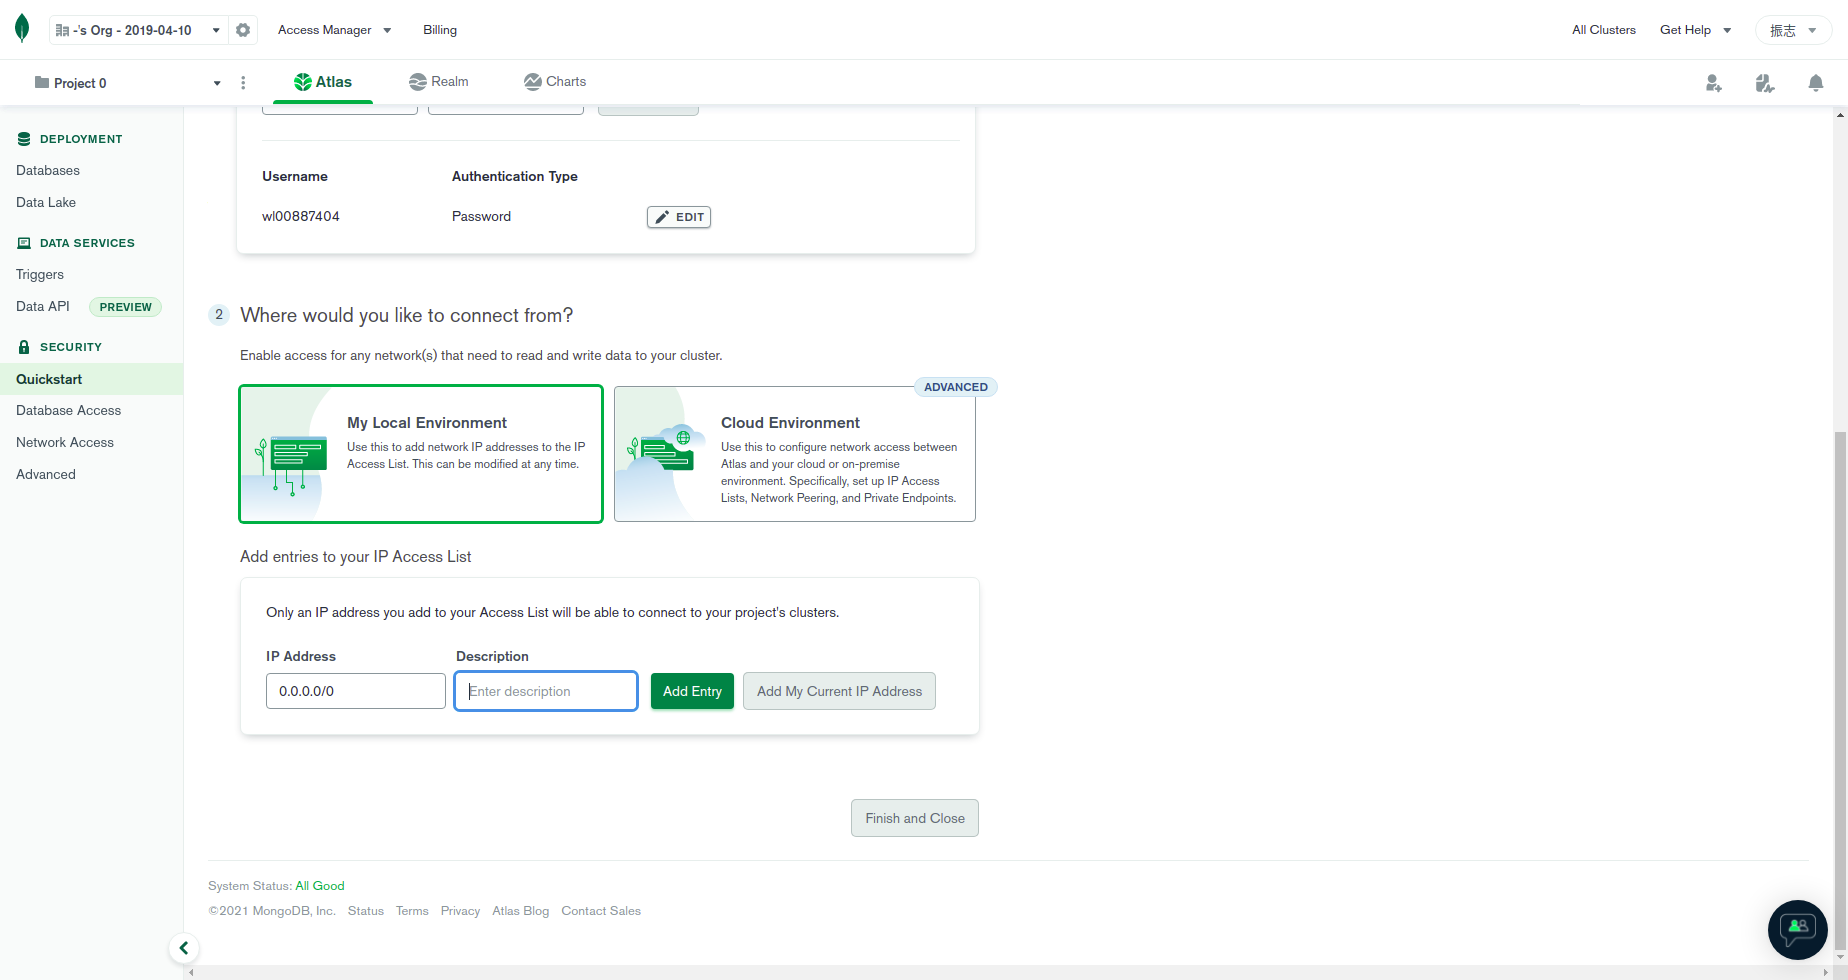 -'s Org - 2019-04-10
Access Manager
Billing
All Clusters
Get Help
振志
Project 0
Atlas
Realm
Charts
DEPLOYMENT
Databases
Data Lake
DATA SERVICES
Triggers
Data API PREVIEW
SECURITY
Quickstart
Database Access
Network Access
Advanced
Username Authentication Type
wl00887404 Password EDIT
2 Where would you like to connect from?
Enable access for any network(s) that need to read and write data to your cluster.
My Local Environment
Use this to add network IP addresses to the IP
Access List. This can be modified at any time.
ADVANCED
Cloud Environment
Use this to configure network access between
Atlas and your cloud or on-premise
environment. Specifically, set up IP Access
Lists, Network Peering, and Private Endpoints.
Add entries to your IP Access List
Only an IP address you add to your Access List will be able to connect to your project's clusters.
IP Address Description
0.0.0.0/0 Enter description Add Entry Add My Current IP Address
Finish and Close
System Status: All Good
©2021 MongoDB, Inc. Status Terms Privacy Atlas Blog Contact Sales